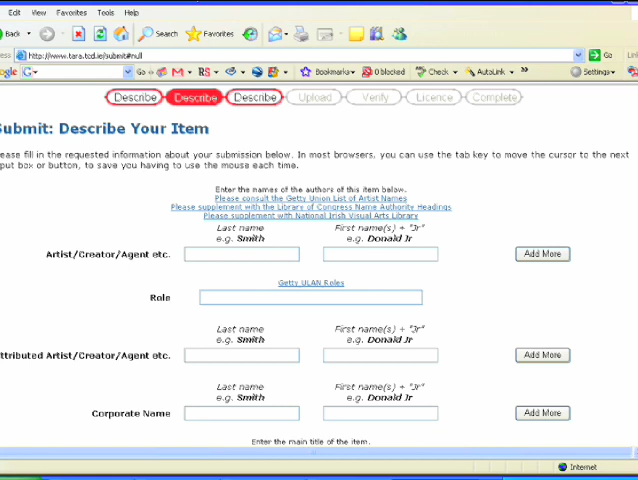 Edit View Favorites Tools Help
Back Search Favorites
http://www.tara.tcd.ie/submit#null Go
Go RS Bookmarks 0 blocked Check AutoLink » Settings
Describe Describe Describe Upload Verify Licence Complete
Submit: Describe Your Item
ease fill in the requested information about your submission below. In most browsers, you can use the tab key to move the cursor to the next
put box or button, to save you having to use the mouse each time.
Enter the names of the authors of this item below.
Please consult the Getty Union List of Artist Names
Please supplement with the Library of Congress Name Authority Headings
Please supplement with National Irish Visual Arts Library
Last name First name(s) + "Jr"
e.g. Smith e.g. Donald Jr
Artist/Creator/Agent etc. Add More
Getty ULAN Roles
Role
Last name First name(s) + "Jr"
e.g. Smith e.g. Donald Jr
ttributed Artist/Creator/Agent etc. Add More
Last name First name(s) + "Jr"
e.g. Smith e.g. Donald Jr
Corporate Name Add More
Enter the main title of the item.
Internet